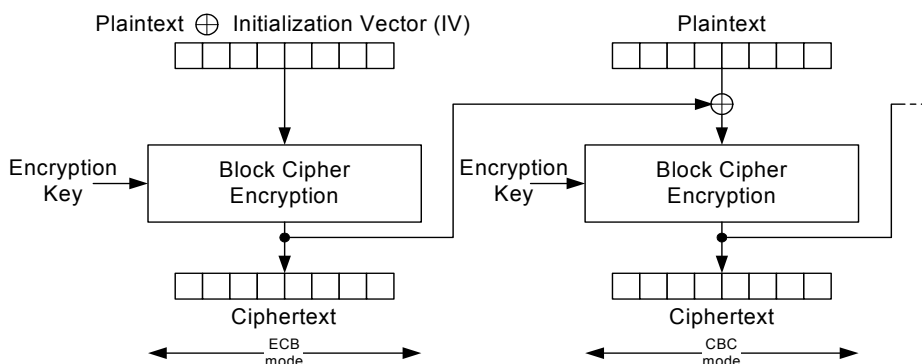 Plaintext ⊕ Initialization Vector (IV)
Plaintext
Encryption
Key
Block Cipher
Encryption
Encryption
Key
Block Cipher
Encryption
Ciphertext
Ciphertext
ECB
mode
CBC
mode